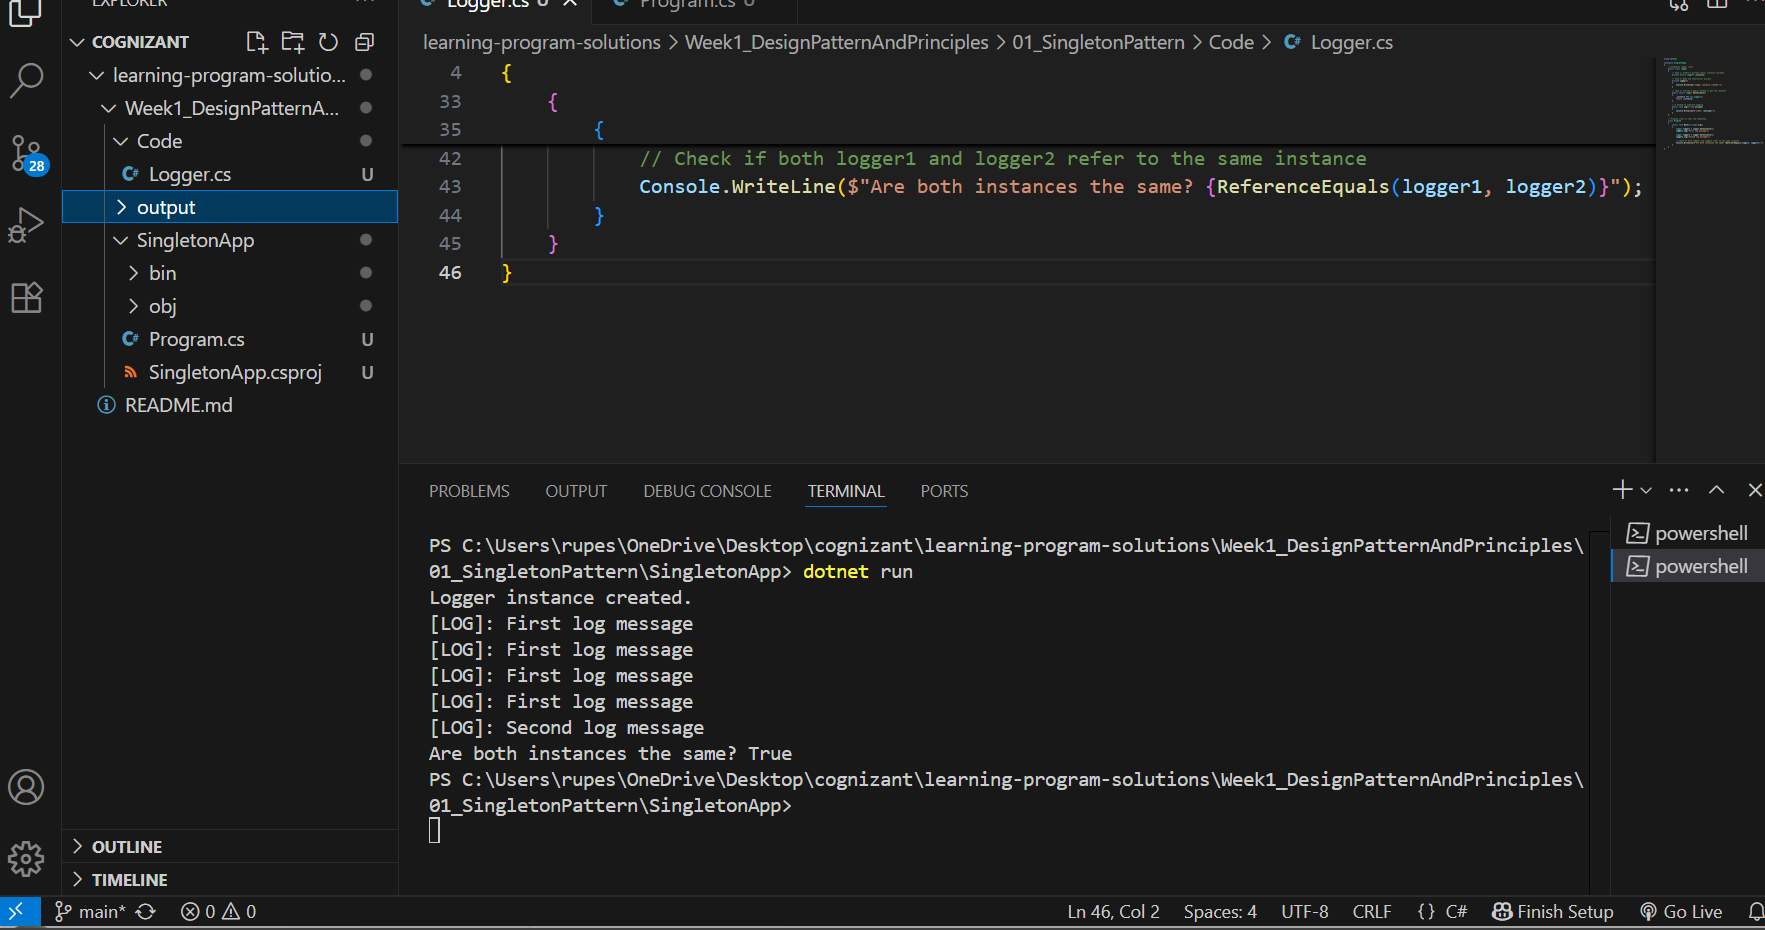 EXPLORER
COGNIZANT
learning-program-solutio...
Week1_DesignPatternA...
Code
C# Logger.cs U
output
SingletonApp
bin
obj
C# Program.cs U
SingletonApp.csproj U
README.md
OUTLINE
TIMELINE
28
Logger.cs U
Program.cs U
learning-program-solutions > Week1_DesignPatternAndPrinciples > 01_SingletonPattern > Code > C# Logger.cs
4 {
33 {
35 {
42 // Check if both logger1 and logger2 refer to the same instance
43 Console.WriteLine($"Are both instances the same? {ReferenceEquals(logger1, logger2)}");
44 }
45 }
46 }
PROBLEMS OUTPUT DEBUG CONSOLE TERMINAL PORTS
PS C:\Users\rupes\OneDrive\Desktop\cognizant\learning-program-solutions\Week1_DesignPatternAndPrinciples\
01_SingletonPattern\SingletonApp> dotnet run
Logger instance created.
[LOG]: First log message
[LOG]: First log message
[LOG]: First log message
[LOG]: First log message
[LOG]: Second log message
Are both instances the same? True
PS C:\Users\rupes\OneDrive\Desktop\cognizant\learning-program-solutions\Week1_DesignPatternAndPrinciples\
01_SingletonPattern\SingletonApp>
powershell
powershell
main* 0 0 Ln 46, Col 2 Spaces: 4 UTF-8 CRLF {} C# Finish Setup Go Live